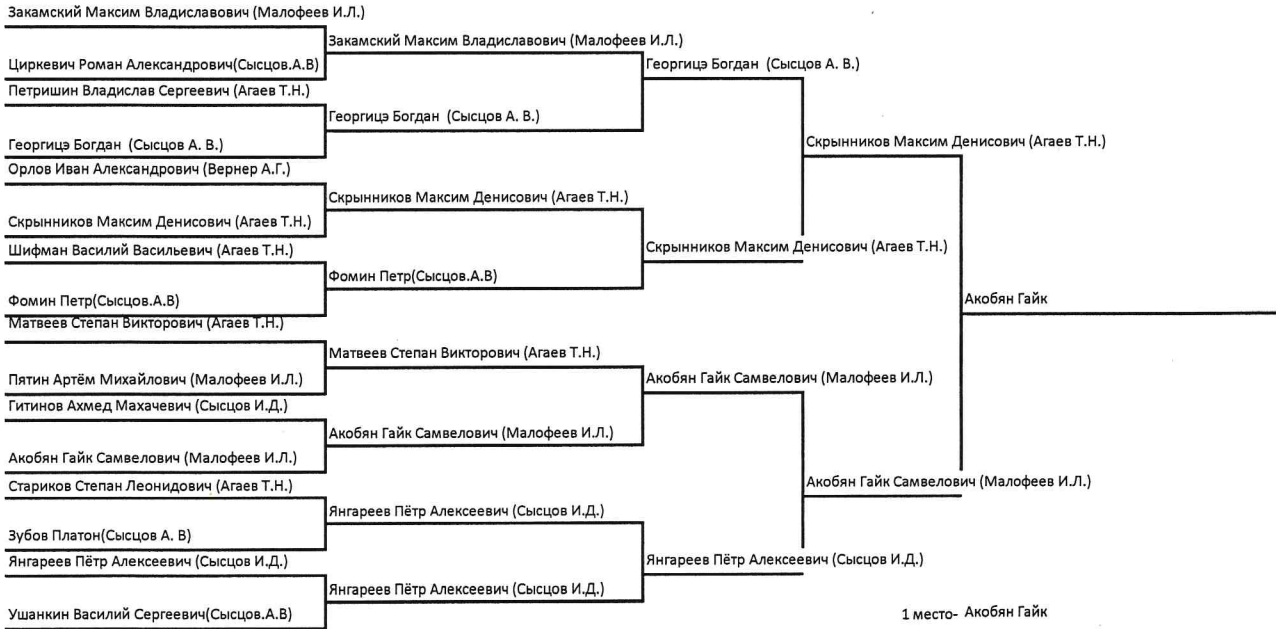 Закамский Максим Владиславович (Малофеев И.Л.)
Циркевич Роман Александрович(Сысцов.А.В)
Петришин Владислав Сергеевич (Агаев Т.Н.)
Георгицэ Богдан (Сысцов А. В.)
Орлов Иван Александрович (Вернер А.Г.)
Скрынников Максим Денисович (Агаев Т.Н.)
Шифман Василий Васильевич (Агаев Т.Н.)
Фомин Петр(Сысцов.А.В)
Матвеев Степан Викторович (Агаев Т.Н.)
Пятин Артём Михайлович (Малофеев И.Л.)
Гитинов Ахмед Махачевич (Сысцов И.Д.)
Акобян Гайк Самвелович (Малофеев И.Л.)
Стариков Степан Леонидович (Агаев Т.Н.)
Зубов Платон(Сысцов А. В)
Янгареев Пётр Алексеевич (Сысцов И.Д.)
Ушанкин Василий Сергеевич(Сысцов.А.В)
Закамский Максим Владиславович (Малофеев И.Л.)
Георгицэ Богдан (Сысцов А. В.)
Скрынников Максим Денисович (Агаев Т.Н.)
Фомин Петр(Сысцов.А.В)
Матвеев Степан Викторович (Агаев Т.Н.)
Акобян Гайк Самвелович (Малофеев И.Л.)
Янгареев Пётр Алексеевич (Сысцов И.Д.)
Янгареев Пётр Алексеевич (Сысцов И.Д.)
Георгицэ Богдан (Сысцов А. В.)
Скрынников Максим Денисович (Агаев Т.Н.)
Акобян Гайк Самвелович (Малофеев И.Л.)
Янгареев Пётр Алексеевич (Сысцов И.Д.)
Скрынников Максим Денисович (Агаев Т.Н.)
Акобян Гайк Самвелович (Малофеев И.Л.)
Акобян Гайк
1 место- Акобян Гайк